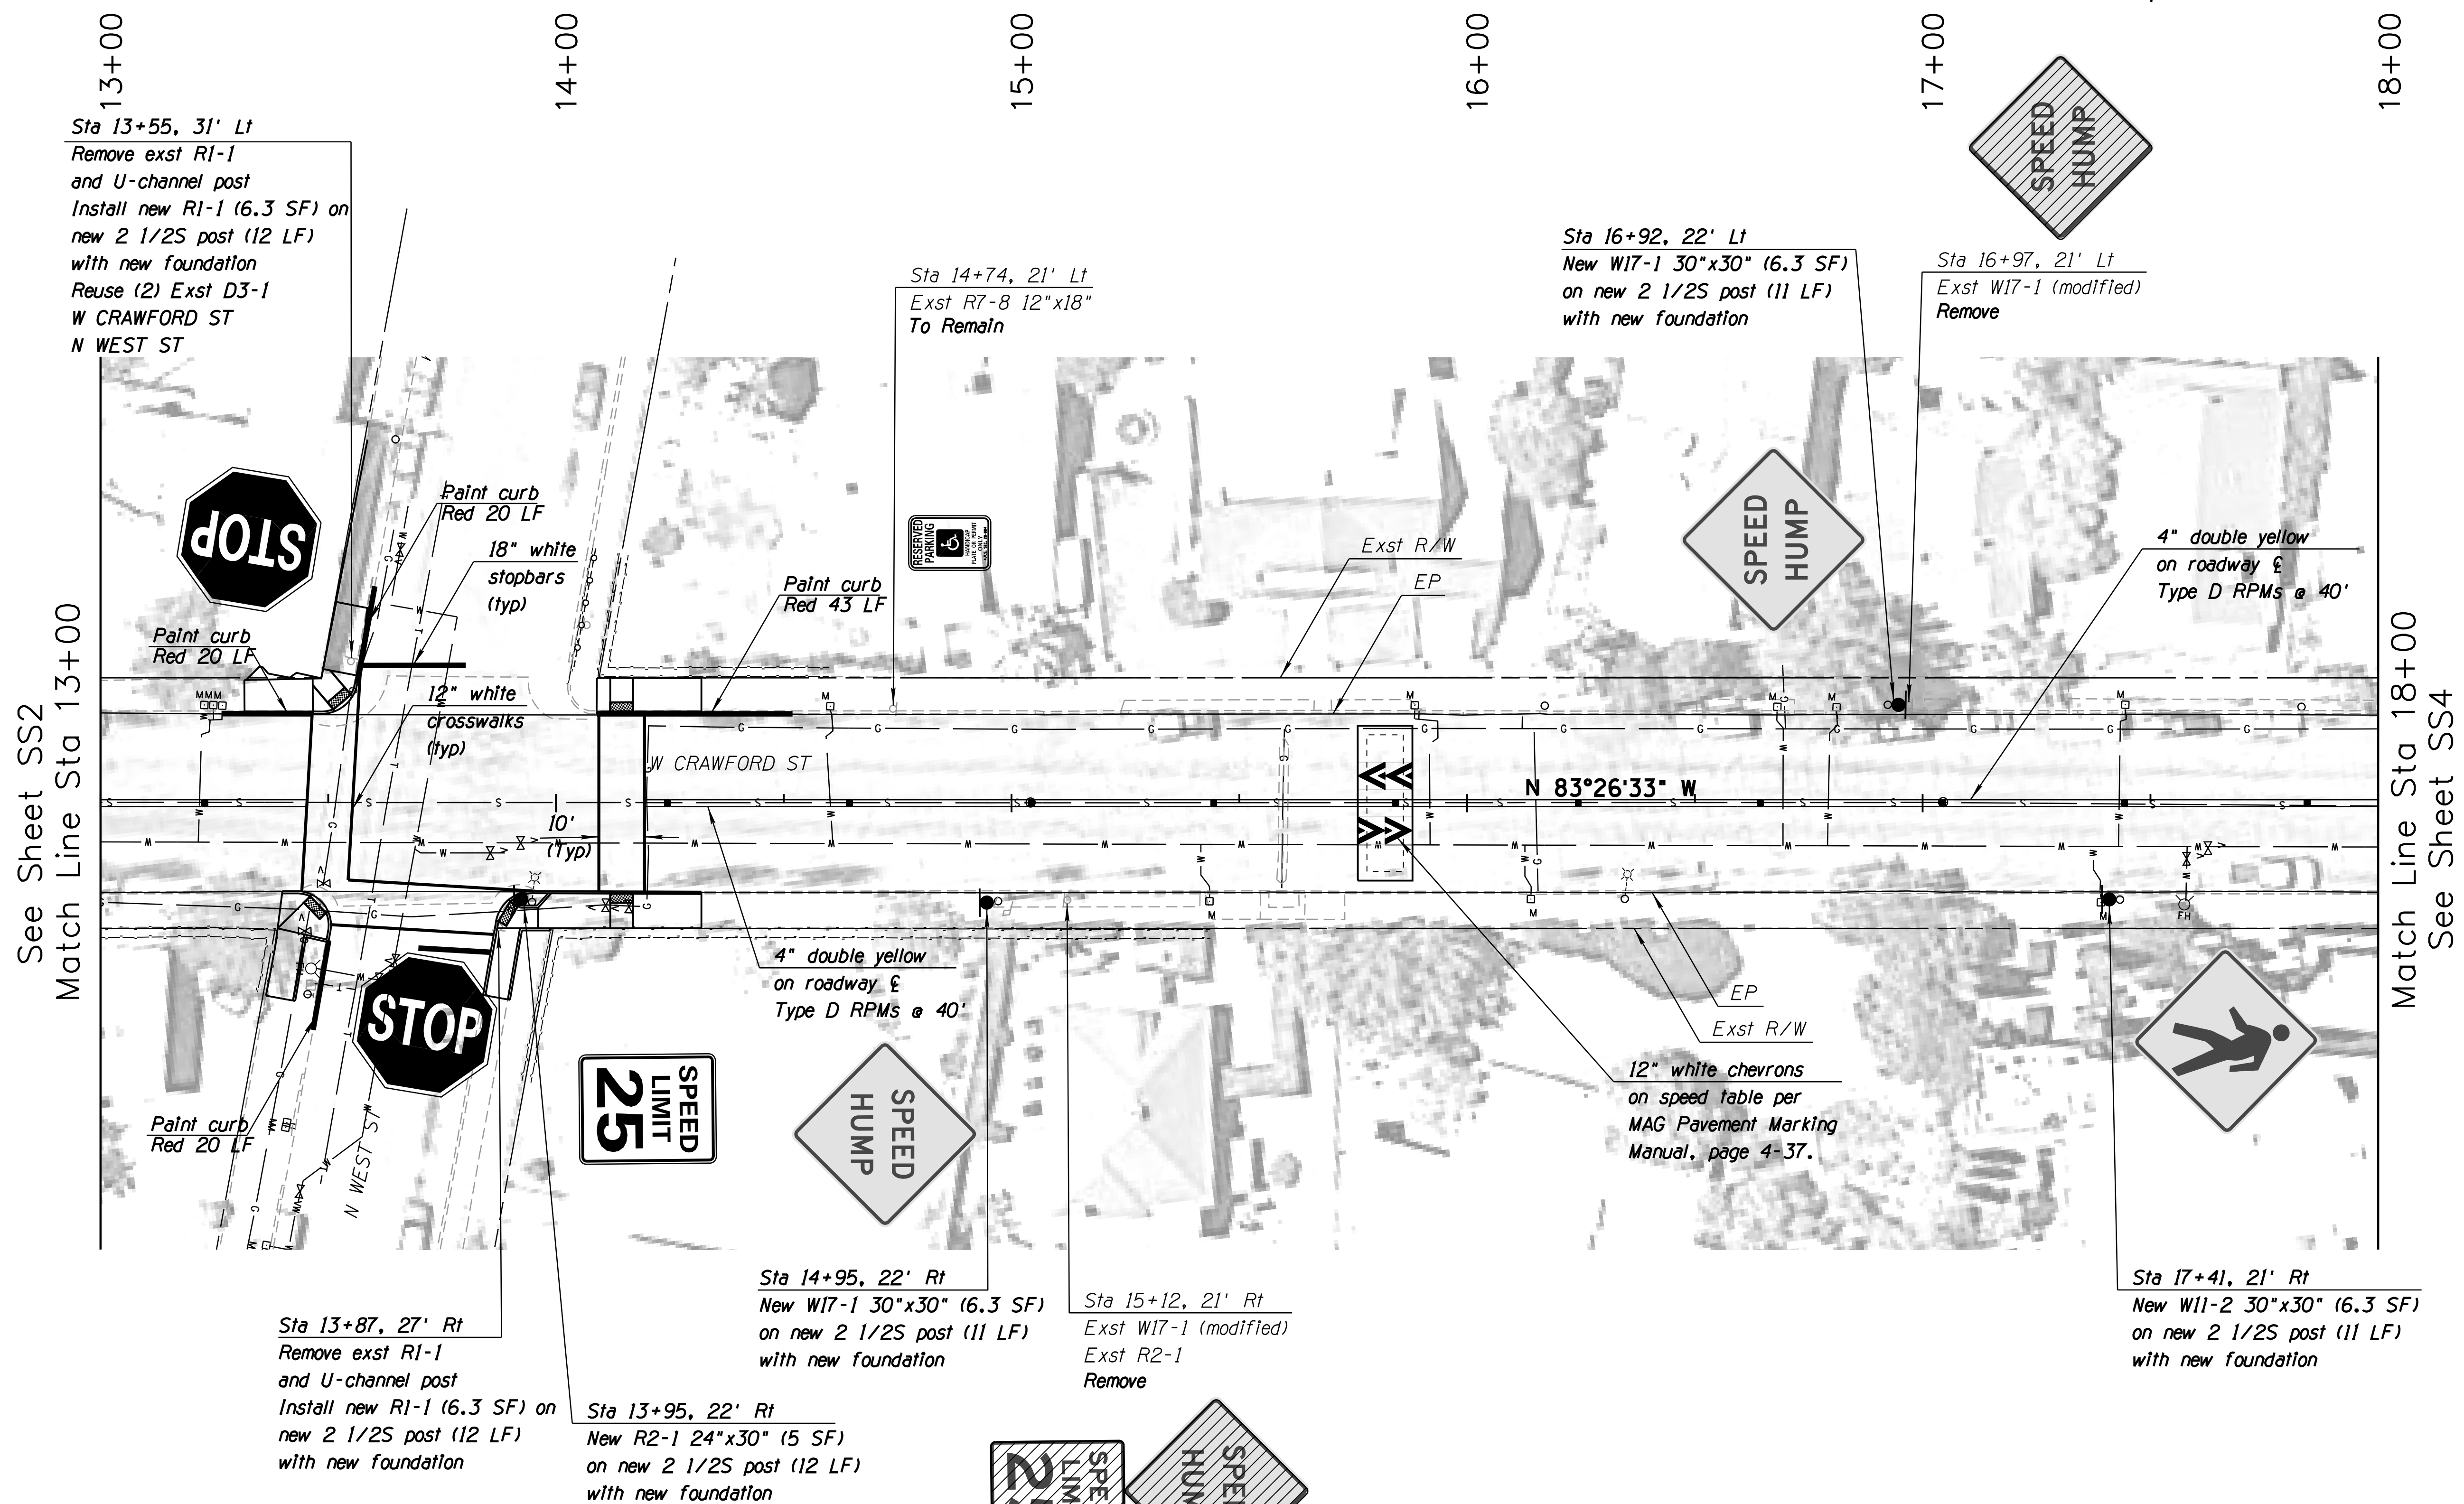 13+00
14+00
15+00
16+00
17+00
18+00
Sta 13+55, 31' Lt
Remove exst R1-1
and U-channel post
Install new R1-1 (6.3 SF) on
new 2 1/2S post (12 LF)
with new foundation
Reuse (2) Exst D3-1
W CRAWFORD ST
N WEST ST
Sta 14+74, 21' Lt
Exst R7-8 12"x18"
To Remain
Sta 16+92, 22' Lt
New W17-1 30"x30" (6.3 SF)
on new 2 1/2S post (11 LF)
with new foundation
Sta 16+97, 21' Lt
Exst W17-1 (modified)
Remove
SPEED
HUMP
STOP
Paint curb
Red 20 LF
18" white
stopbars
(typ)
Paint curb
Red 20 LF
12" white
crosswalks
(typ)
Paint curb
Red 43 LF
RESERVED
PARKING
HANDICAP
PLATE OR PERMIT
ONLY
Exst R/W
EP
SPEED
HUMP
4" double yellow
on roadway ℄
Type D RPMs @ 40'
See Sheet SS2
Match Line Sta 13+00
Match Line Sta 18+00
See Sheet SS4
W CRAWFORD ST
N 83°26'33" W
10'
(Typ)
4" double yellow
on roadway ℄
Type D RPMs @ 40'
STOP
SPEED
LIMIT
25
SPEED
HUMP
EP
Exst R/W
12" white chevrons
on speed table per
MAG Pavement Marking
Manual, page 4-37.
Paint curb
Red 20 LF
N WEST ST
FH
Sta 13+87, 27' Rt
Remove exst R1-1
and U-channel post
Install new R1-1 (6.3 SF) on
new 2 1/2S post (12 LF)
with new foundation
Sta 13+95, 22' Rt
New R2-1 24"x30" (5 SF)
on new 2 1/2S post (12 LF)
with new foundation
Sta 14+95, 22' Rt
New W17-1 30"x30" (6.3 SF)
on new 2 1/2S post (11 LF)
with new foundation
Sta 15+12, 21' Rt
Exst W17-1 (modified)
Exst R2-1
Remove
Sta 17+41, 21' Rt
New W11-2 30"x30" (6.3 SF)
on new 2 1/2S post (11 LF)
with new foundation